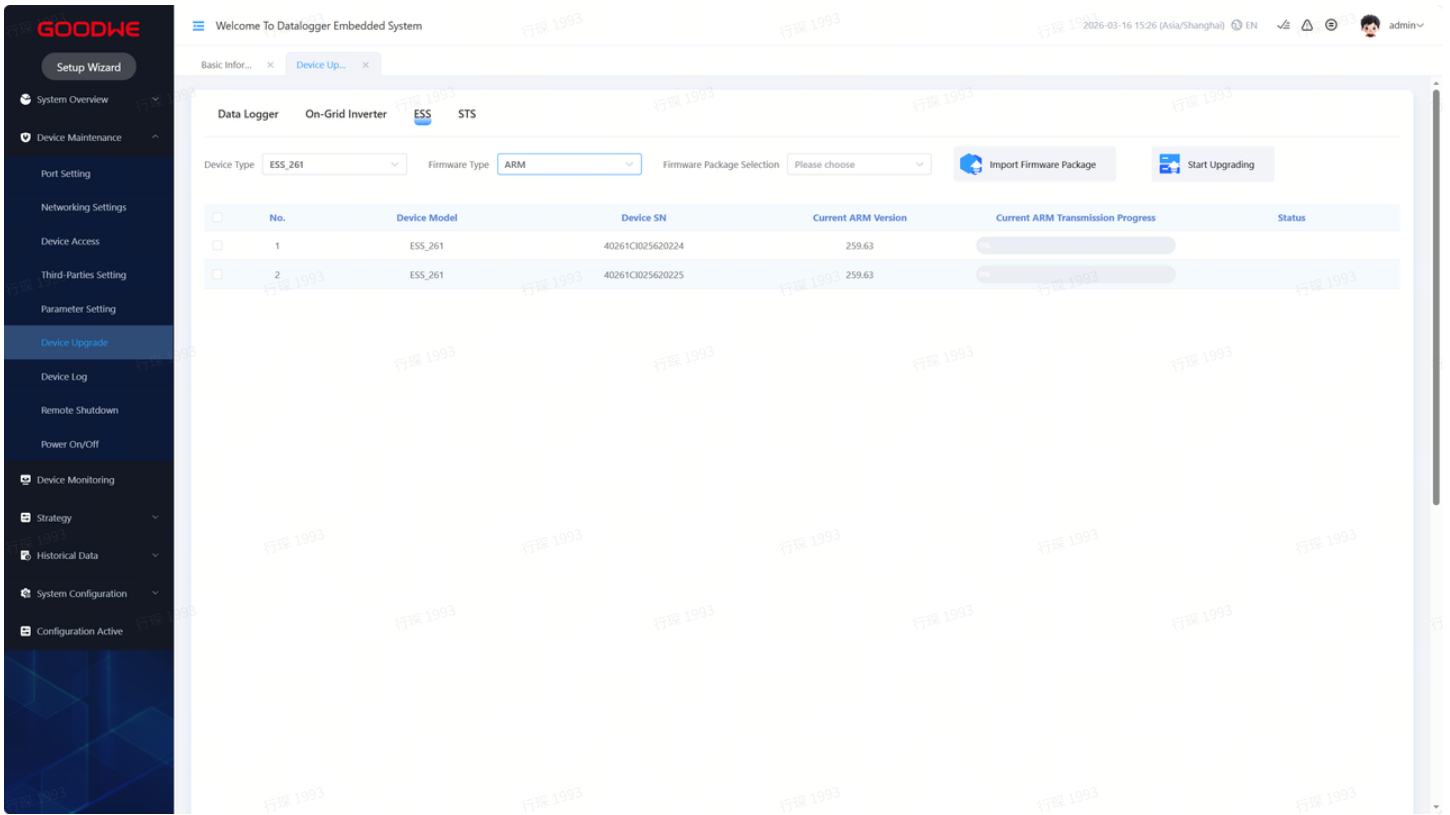 GOODWE
Welcome To Datalogger Embedded System
2026-03-16 15:26 (Asia/Shanghai) EN
admin
Setup Wizard
Basic Infor... ×
Device Up... ×
System Overview
Device Maintenance
Port Setting
Networking Settings
Device Access
Third-Parties Setting
Parameter Setting
Device Upgrade
Device Log
Remote Shutdown
Power On/Off
Device Monitoring
Strategy
Historical Data
System Configuration
Configuration Active
Data Logger On-Grid Inverter ESS STS
Device Type ESS_261 Firmware Type ARM Firmware Package Selection Please choose Import Firmware Package Start Upgrading
No. Device Model Device SN Current ARM Version Current ARM Transmission Progress Status
1 ESS_261 40261CI025620224 259.63 0%
2 ESS_261 40261CI025620225 259.63 0%
行琛 1993